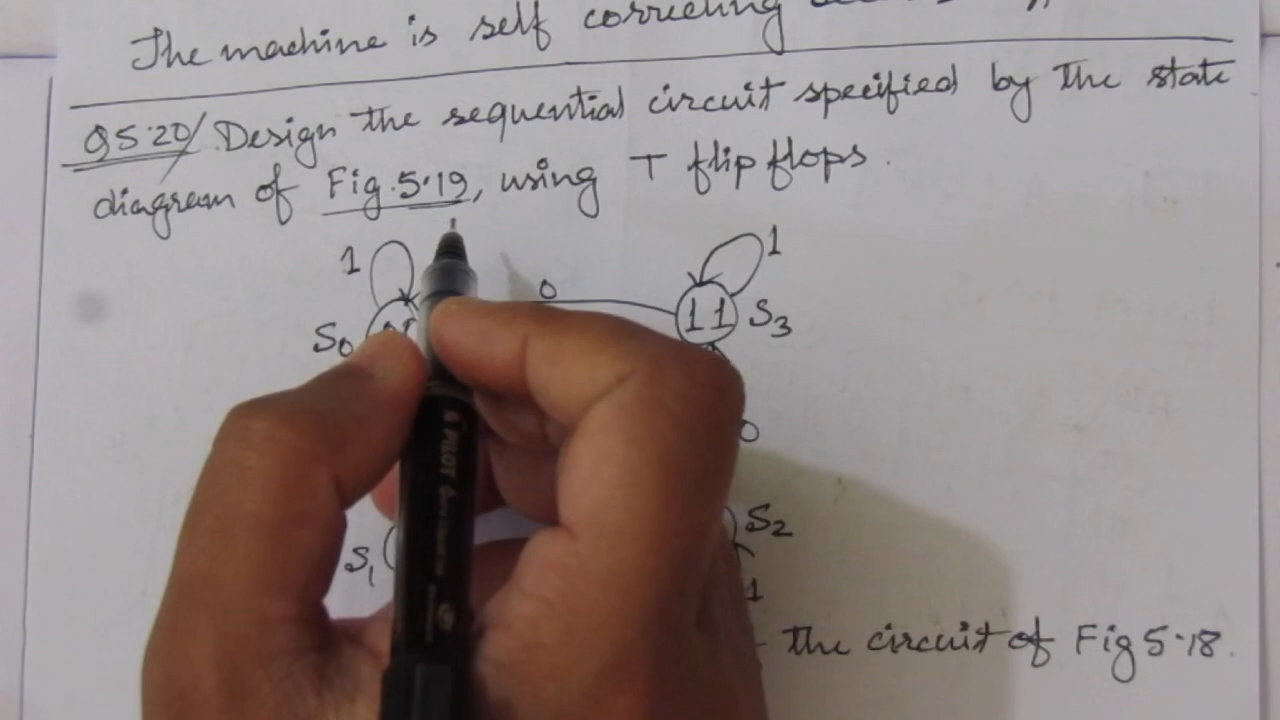 The machine is self correcting
Q5.20/ Design the sequential circuit specified by the state
diagram of Fig.5.19, using T flip flops.
1
1
0
S0
11 S3
0
S1
S2
1
the circuit of Fig 5.18.
PILOT